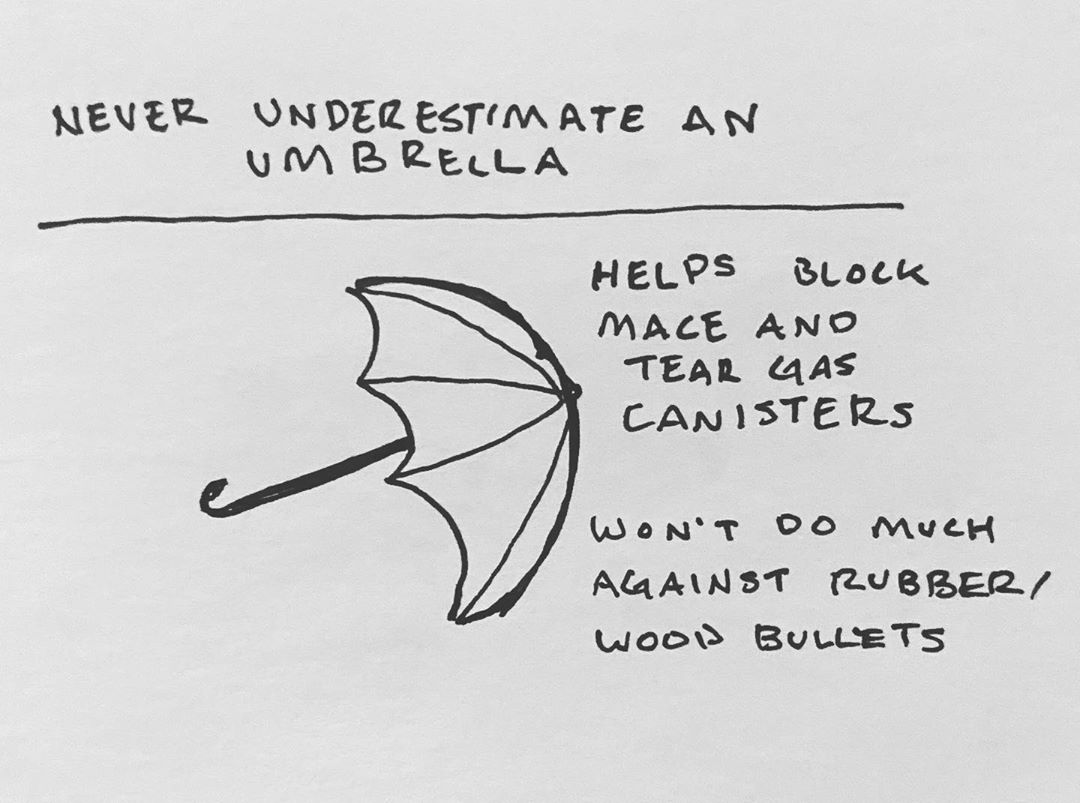 NEVER UNDERESTIMATE AN
UMBRELLA
HELPS BLOCK
MACE AND
TEAR GAS
CANISTERS
WON'T DO MUCH
AGAINST RUBBER/
WOOD BULLETS